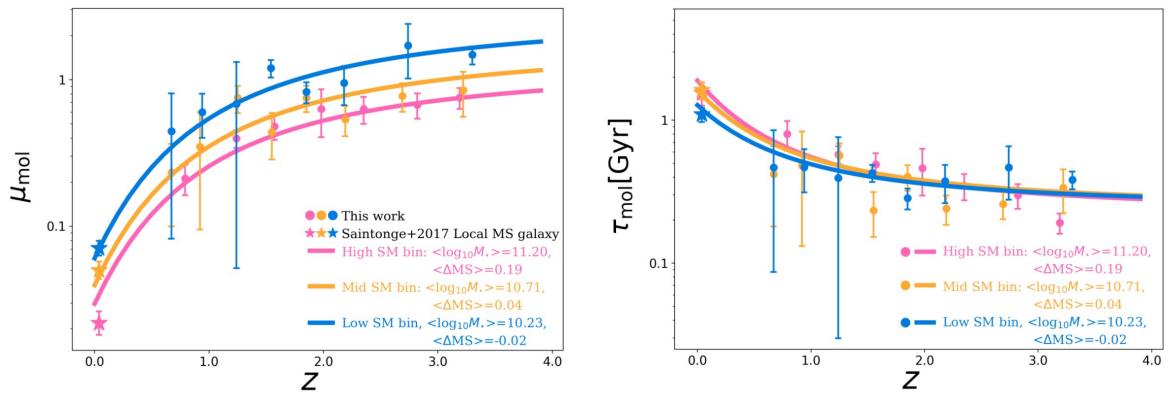 μmol
1
0.1
This work
Saintonge+2017 Local MS galaxy
High SM bin: <log10M⋆>=11.20,
<ΔMS>=0.19
Mid SM bin: <log10M⋆>=10.71,
<ΔMS>=0.04
Low SM bin, <log10M⋆>=10.23,
<ΔMS>=-0.02
0.0 1.0 2.0 3.0 4.0
z
τmol[Gyr]
1
0.1
High SM bin: <log10M⋆>=11.20,
<ΔMS>=0.19
Mid SM bin: <log10M⋆>=10.71,
<ΔMS>=0.04
Low SM bin, <log10M⋆>=10.23,
<ΔMS>=-0.02
0.0 1.0 2.0 3.0 4.0
z